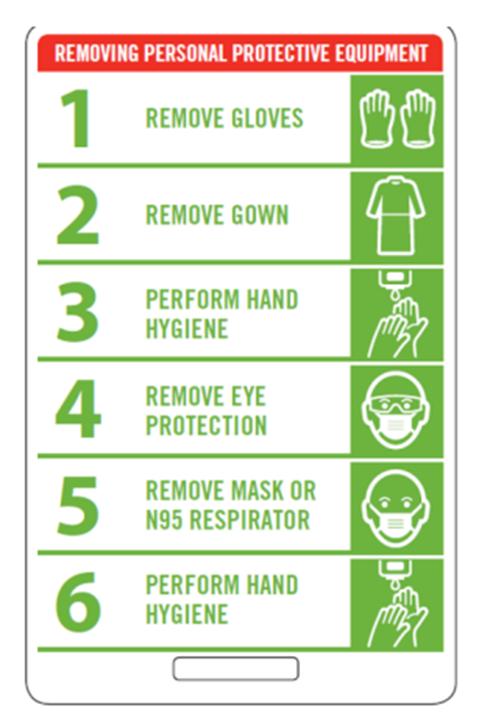 REMOVING PERSONAL PROTECTIVE EQUIPMENT
1
REMOVE GLOVES
2
REMOVE GOWN
3
PERFORM HAND
HYGIENE
4
REMOVE EYE
PROTECTION
5
REMOVE MASK OR
N95 RESPIRATOR
6
PERFORM HAND
HYGIENE